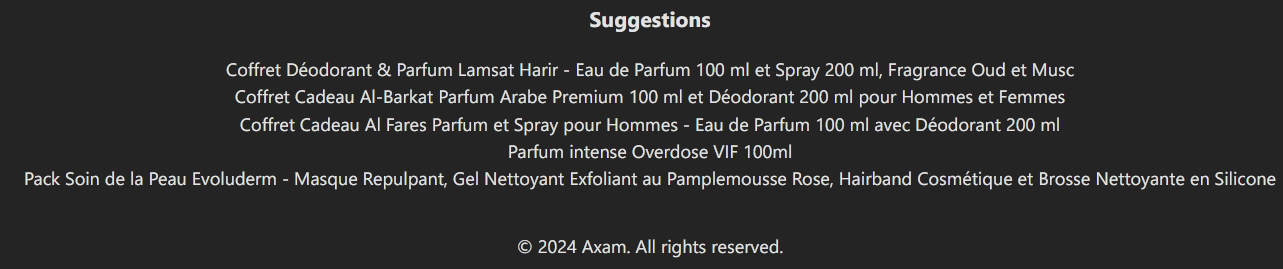 Suggestions
Coffret Déodorant & Parfum Lamsat Harir - Eau de Parfum 100 ml et Spray 200 ml, Fragrance Oud et Musc
Coffret Cadeau Al-Barkat Parfum Arabe Premium 100 ml et Déodorant 200 ml pour Hommes et Femmes
Coffret Cadeau Al Fares Parfum et Spray pour Hommes - Eau de Parfum 100 ml avec Déodorant 200 ml
Parfum intense Overdose VIF 100ml
Pack Soin de la Peau Evoluderm - Masque Repulpant, Gel Nettoyant Exfoliant au Pamplemousse Rose, Hairband Cosmétique et Brosse Nettoyante en Silicone
© 2024 Axam. All rights reserved.